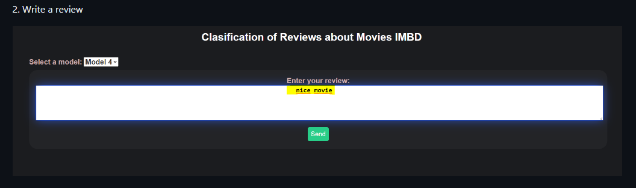 2. Write a review
Clasification of Reviews about Movies IMBD
Select a model: Model 4
Enter your review:
nice movie
Send